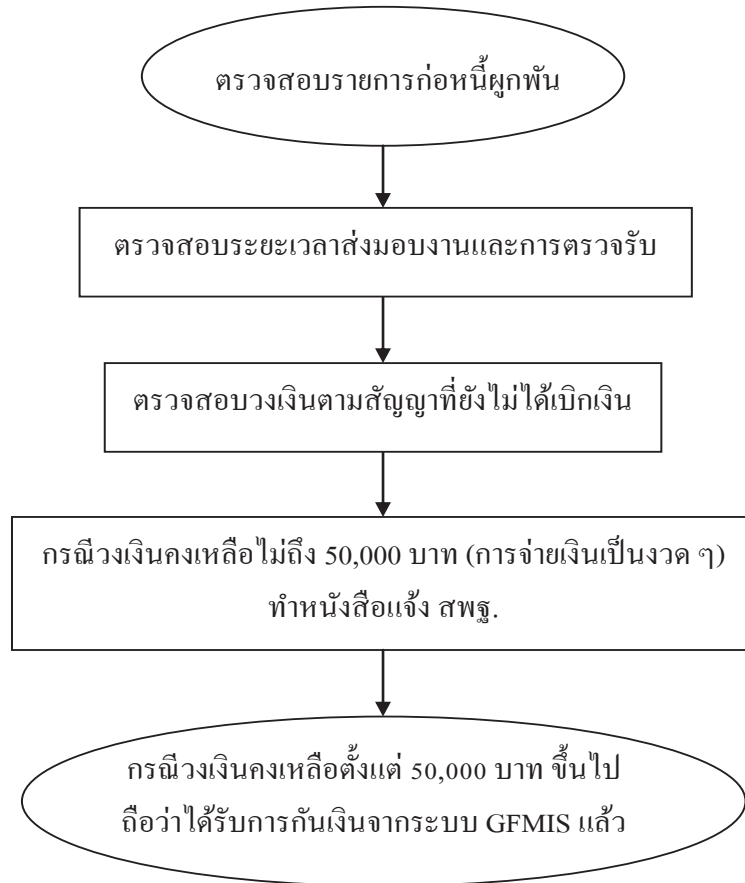 ตรวจสอบรายการก่อหนี้ผูกพัน
ตรวจสอบระยะเวลาส่งมอบงานและการตรวจรับ
ตรวจสอบวงเงินตามสัญญาที่ยังไม่ได้เบิกเงิน
กรณีวงเงินคงเหลือไม่ถึง 50,000 บาท (การจ่ายเงินเป็นงวด ๆ)
ทำหนังสือแจ้ง สพฐ.
กรณีวงเงินคงเหลือตั้งแต่ 50,000 บาท ขึ้นไป
ถือว่าได้รับการกันเงินจากระบบ GFMIS แล้ว